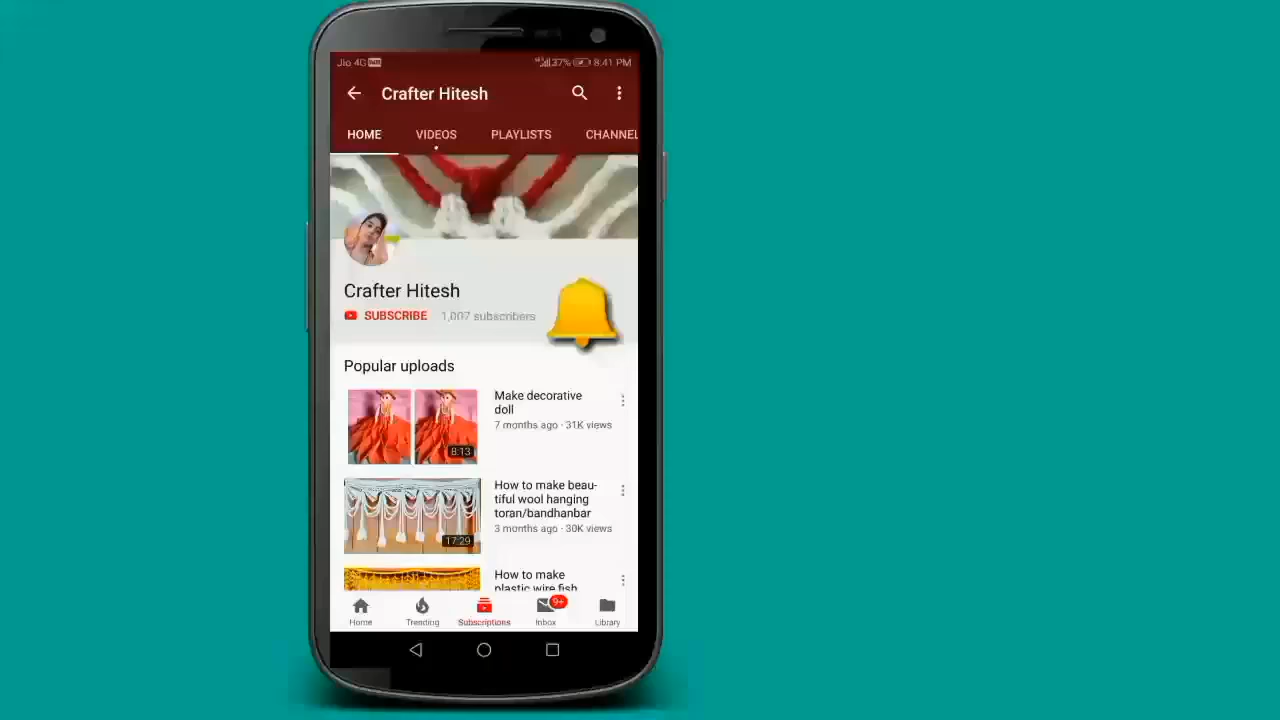 Jio 4G
37% 8:41 PM
Crafter Hitesh
HOME VIDEOS PLAYLISTS CHANNEL
Crafter Hitesh
SUBSCRIBE 1,007 subscribers
Popular uploads
Make decorative
doll
7 months ago · 31K views
8:13
How to make beau-
tiful wool hanging
toran/bandhanbar
3 months ago · 30K views
17:29
How to make
plastic wire fish
9+
Home Trending Subscriptions Inbox Library